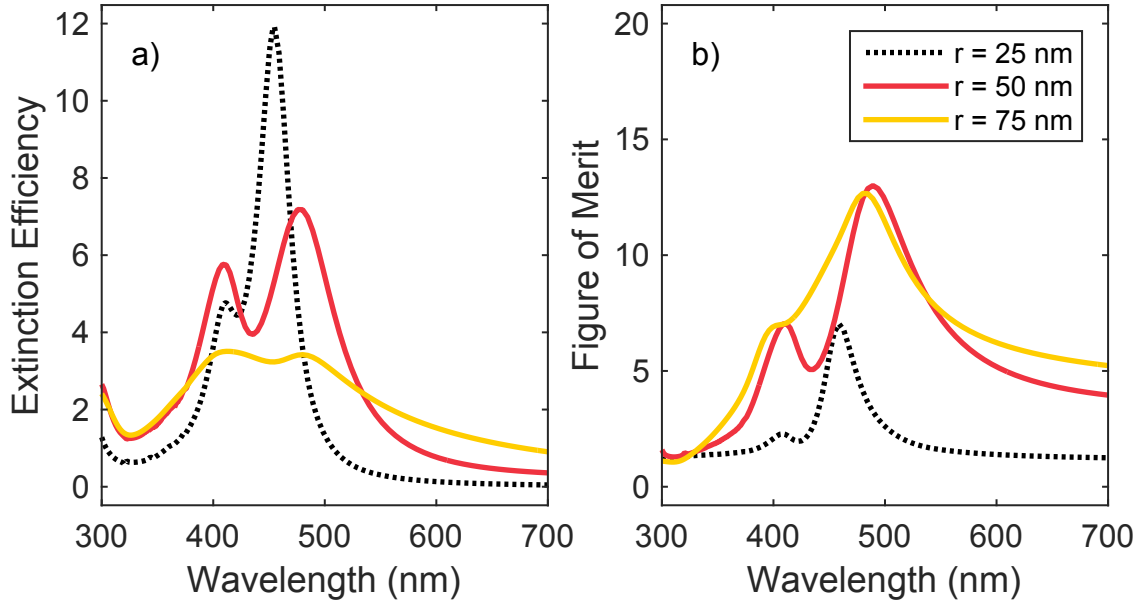 a)
Extinction Efficiency
12
10
8
6
4
2
0
300 400 500 600 700
Wavelength (nm)
b)
r = 25 nm
r = 50 nm
r = 75 nm
Figure of Merit
20
15
10
5
0
300 400 500 600 700
Wavelength (nm)